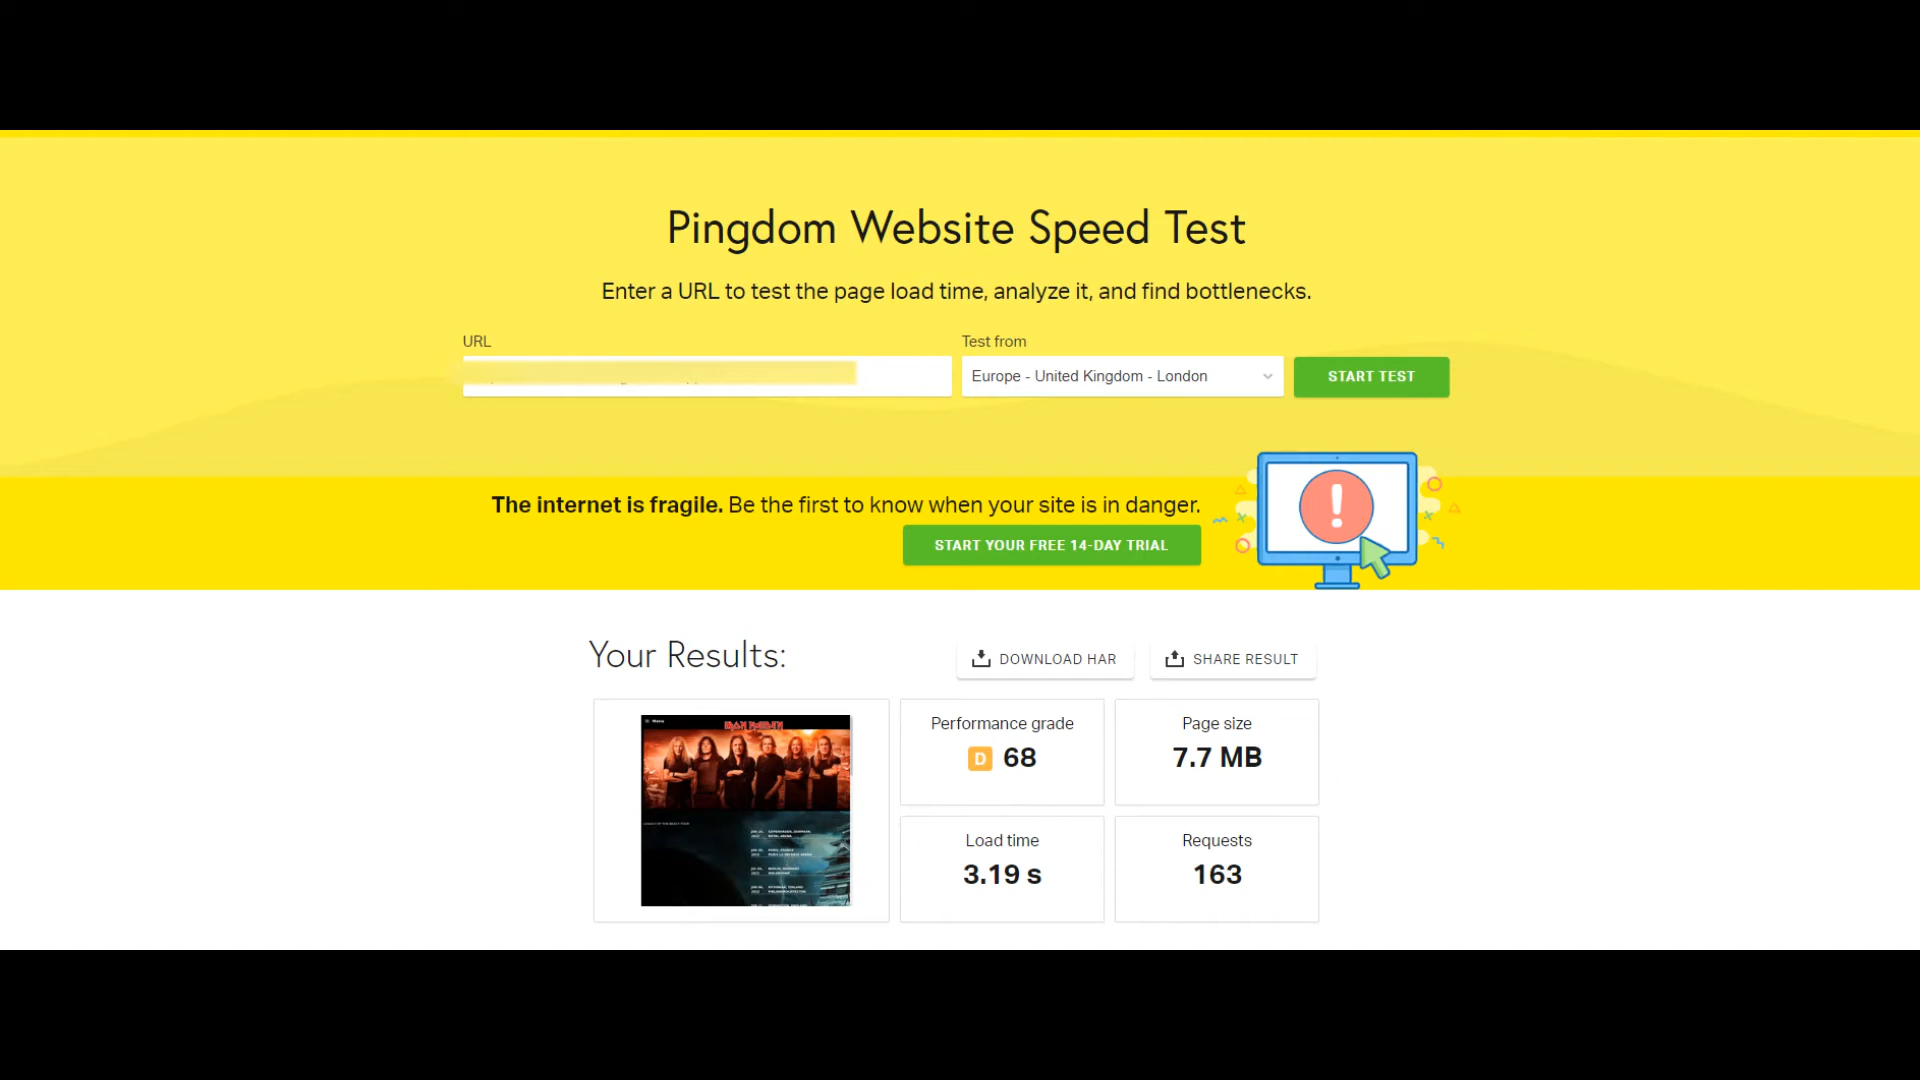 Pingdom Website Speed Test
Enter a URL to test the page load time, analyze it, and find bottlenecks.
URL
Test from
Europe - United Kingdom - London
START TEST
The internet is fragile. Be the first to know when your site is in danger.
START YOUR FREE 14-DAY TRIAL
Your Results:
DOWNLOAD HAR
SHARE RESULT
Menu
IRON MAIDEN
Performance grade
D 68
Page size
7.7 MB
Load time
3.19 s
Requests
163